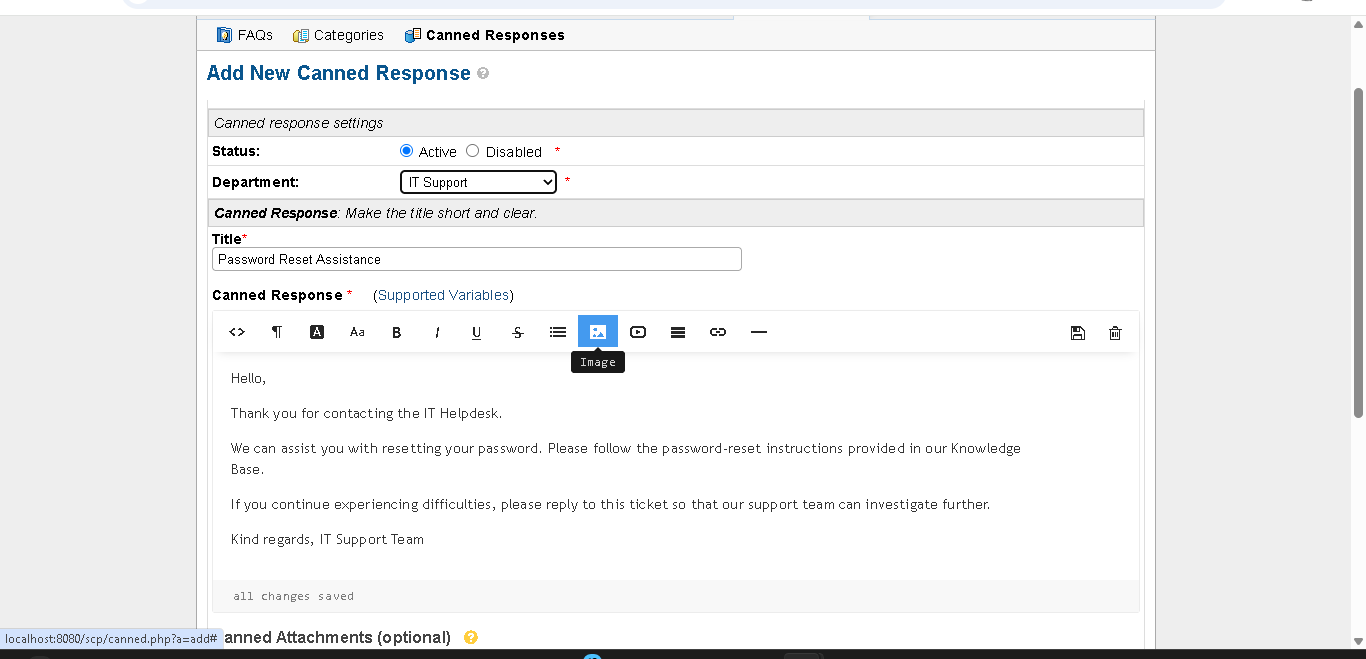 FAQs Categories Canned Responses
Add New Canned Response ?
Canned response settings
Status: Active Disabled *
Department: IT Support *
Canned Response: Make the title short and clear.
Title*
Password Reset Assistance
Canned Response * (Supported Variables)
A Aa B I U S
Image
Hello,
Thank you for contacting the IT Helpdesk.
We can assist you with resetting your password. Please follow the password-reset instructions provided in our Knowledge
Base.
If you continue experiencing difficulties, please reply to this ticket so that our support team can investigate further.
Kind regards, IT Support Team
all changes saved
anned Attachments (optional) ?
localhost:8080/scp/canned.php?a=add#